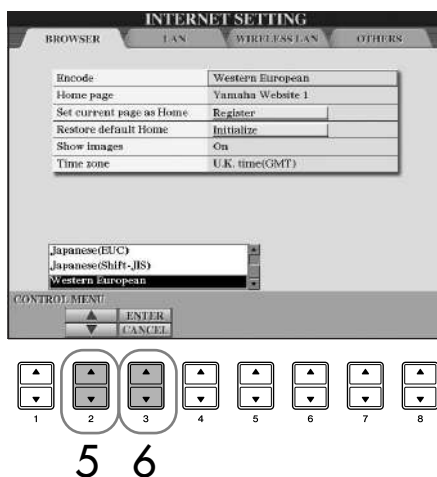 INTERNET SETTING
BROWSER LAN WIRELESS LAN OTHERS
Encode Western European
Home page Yamaha Website 1
Set current page as Home Register
Restore default Home Initialize
Show images On
Time zone U.K. time(GMT)
Japanese(EUC)
Japanese(Shift-JIS)
Western European
CONTROL MENU
ENTER
CANCEL
1 2 3 4 5 6 7 8
5 6